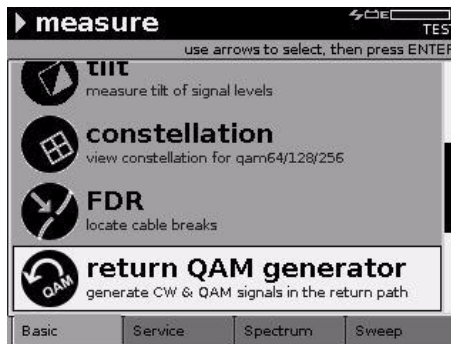 measure
TEST
use arrows to select, then press ENTER
tilt
measure tilt of signal levels
constellation
view constellation for qam64/128/256
FDR
locate cable breaks
QAM
return QAM generator
generate CW & QAM signals in the return path
Basic Service Spectrum Sweep